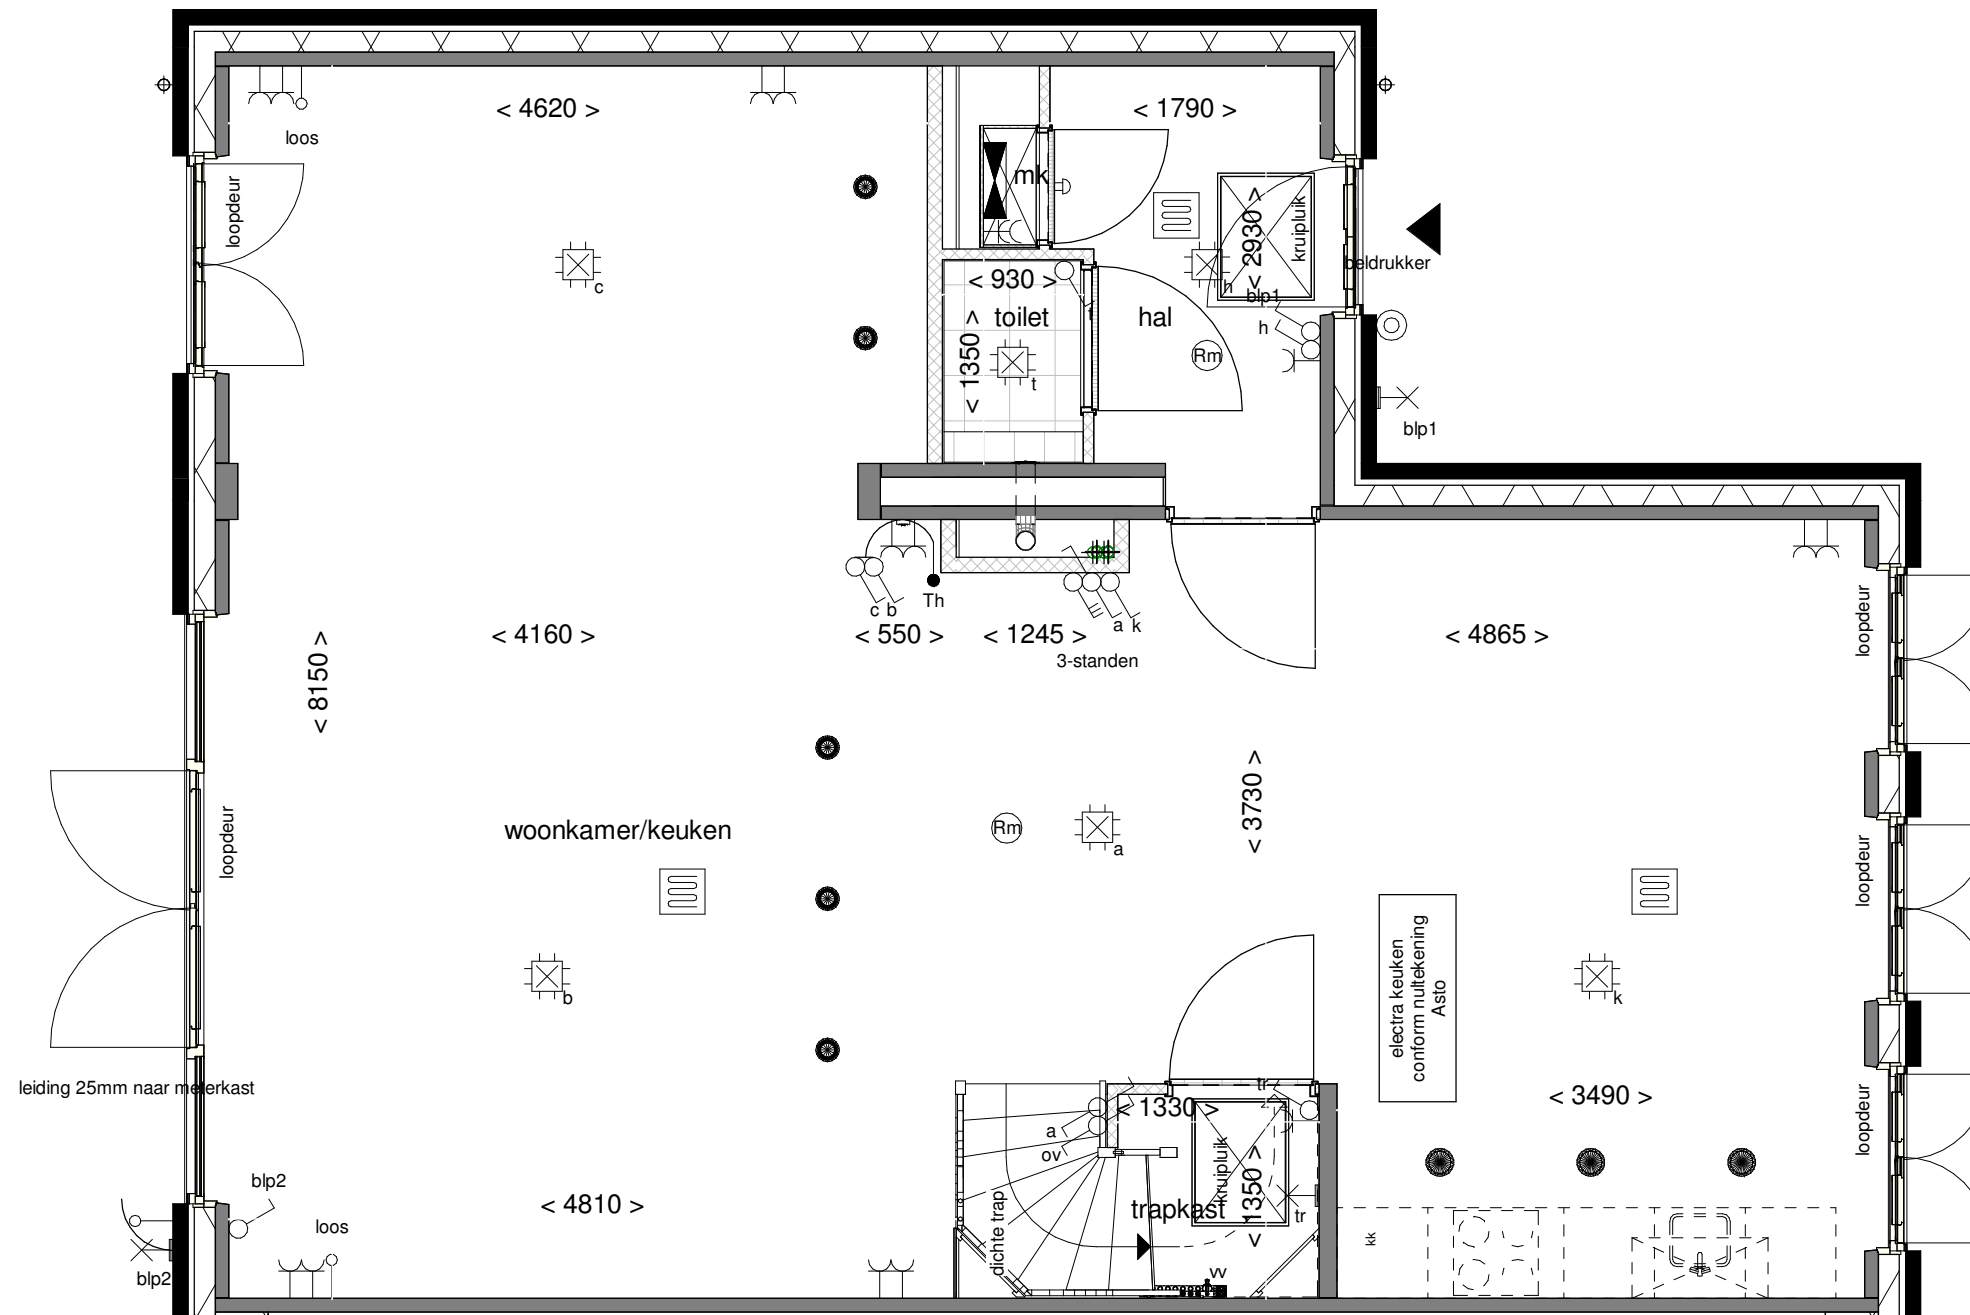 < 4620 >
< 1790 >
loos
mk
loopdeur
kruipluik
< 2930 >
beldrukker
c
h
< 930 >
blp1
t
toilet
hal
h
< 1350 >
Rm
t
blp1
c b
Th
a k
loopdeur
< 4160 >
< 550 >
< 1245 >
< 4865 >
3-standen
< 8150 >
< 3730 >
woonkamer/keuken
Rm
a
loopdeur
loopdeur
b
k
electra keuken
conform nultekening
Asto
leiding 25mm naar meterkast
tr
< 1330 >
< 3490 >
a
ov
loopdeur
kruipluik
< 1350 >
blp2
< 4810 >
trapkast
tr
loos
dichte trap
kk
blp2
vv